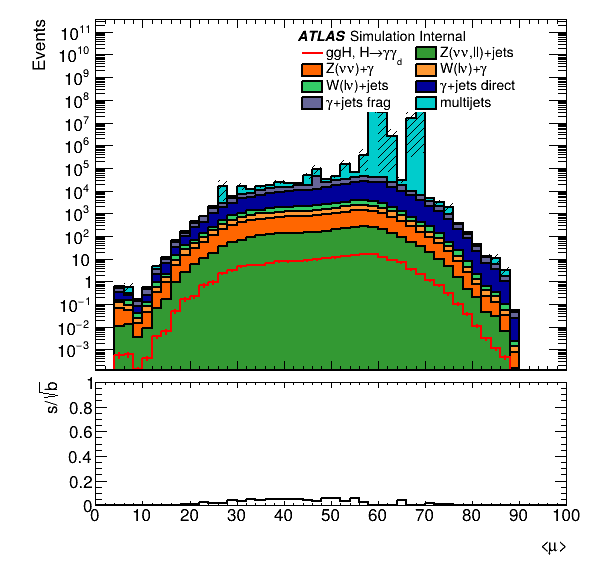 ATLAS Simulation Internal
ggH, H→γγ_d
Z(νν,ll)+jets
Z(νν)+γ
W(lν)+γ
W(lν)+jets
γ+jets direct
γ+jets frag
multijets
Events
10¹¹
10¹⁰
10⁹
10⁸
10⁷
10⁶
10⁵
10⁴
10³
10²
10
1
10⁻¹
10⁻²
10⁻³
s/√b
1
0.8
0.6
0.4
0.2
0
0 10 20 30 40 50 60 70 80 90 100
<μ>